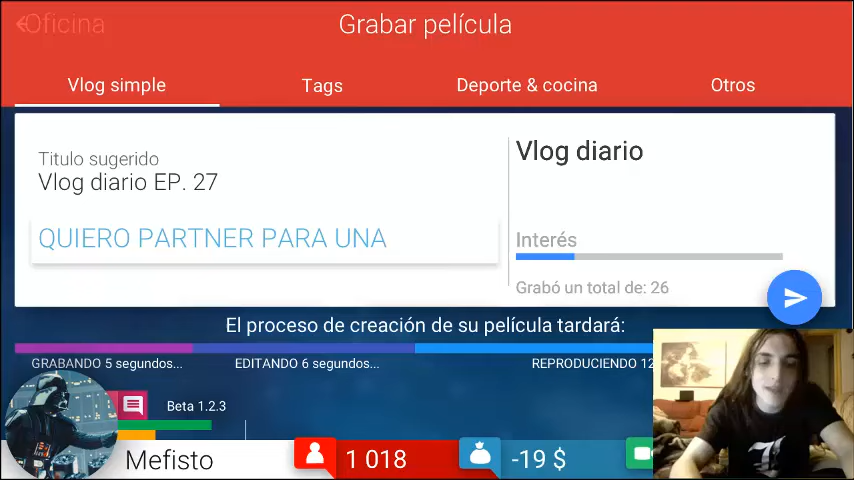 Oficina
Grabar película
Vlog simple
Tags
Deporte & cocina
Otros
Titulo sugerido
Vlog diario EP. 27
QUIERO PARTNER PARA UNA
Vlog diario
Interés
Grabó un total de: 26
El proceso de creación de su película tardará:
GRABANDO 5 segundos...
EDITANDO 6 segundos...
REPRODUCIENDO 12
Beta 1.2.3
Mefisto
1 018
-19 $